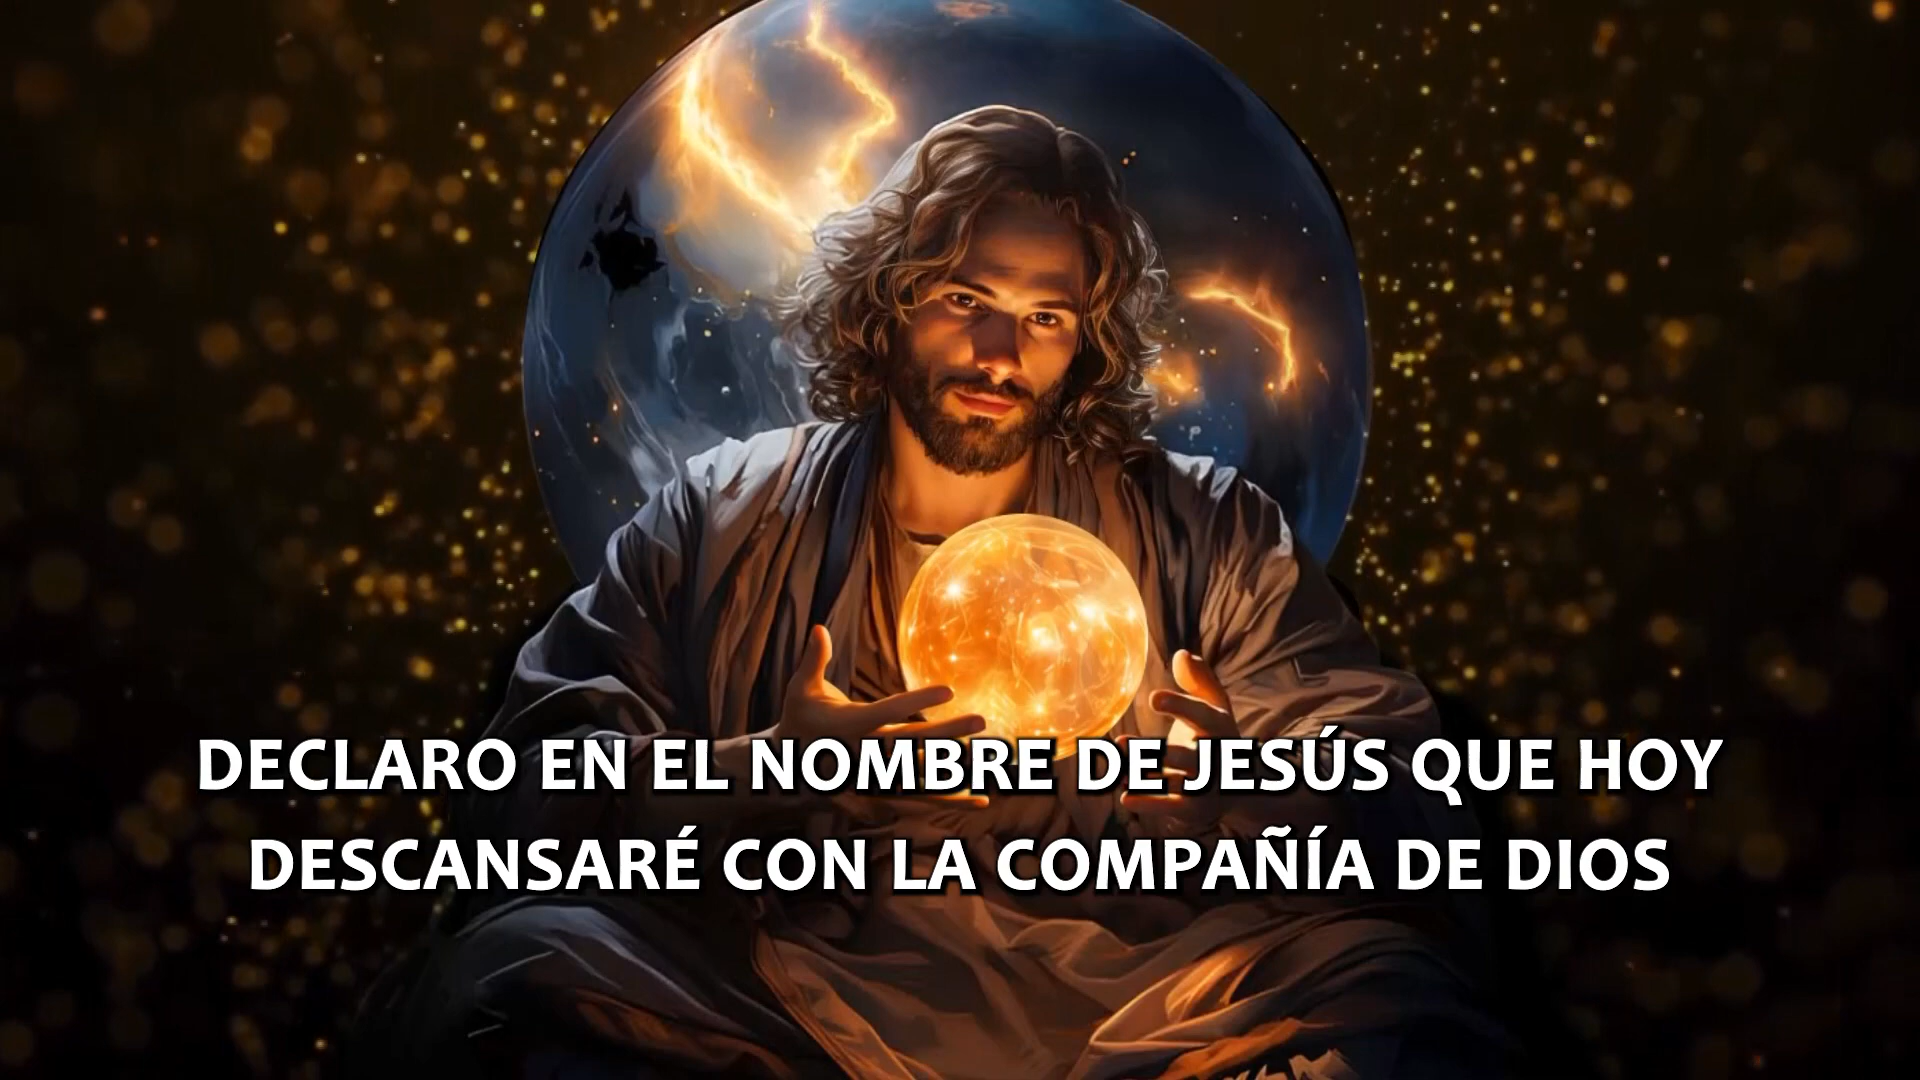 DECLARO EN EL NOMBRE DE JESÚS QUE HOY
DESCANSARÉ CON LA COMPAÑÍA DE DIOS